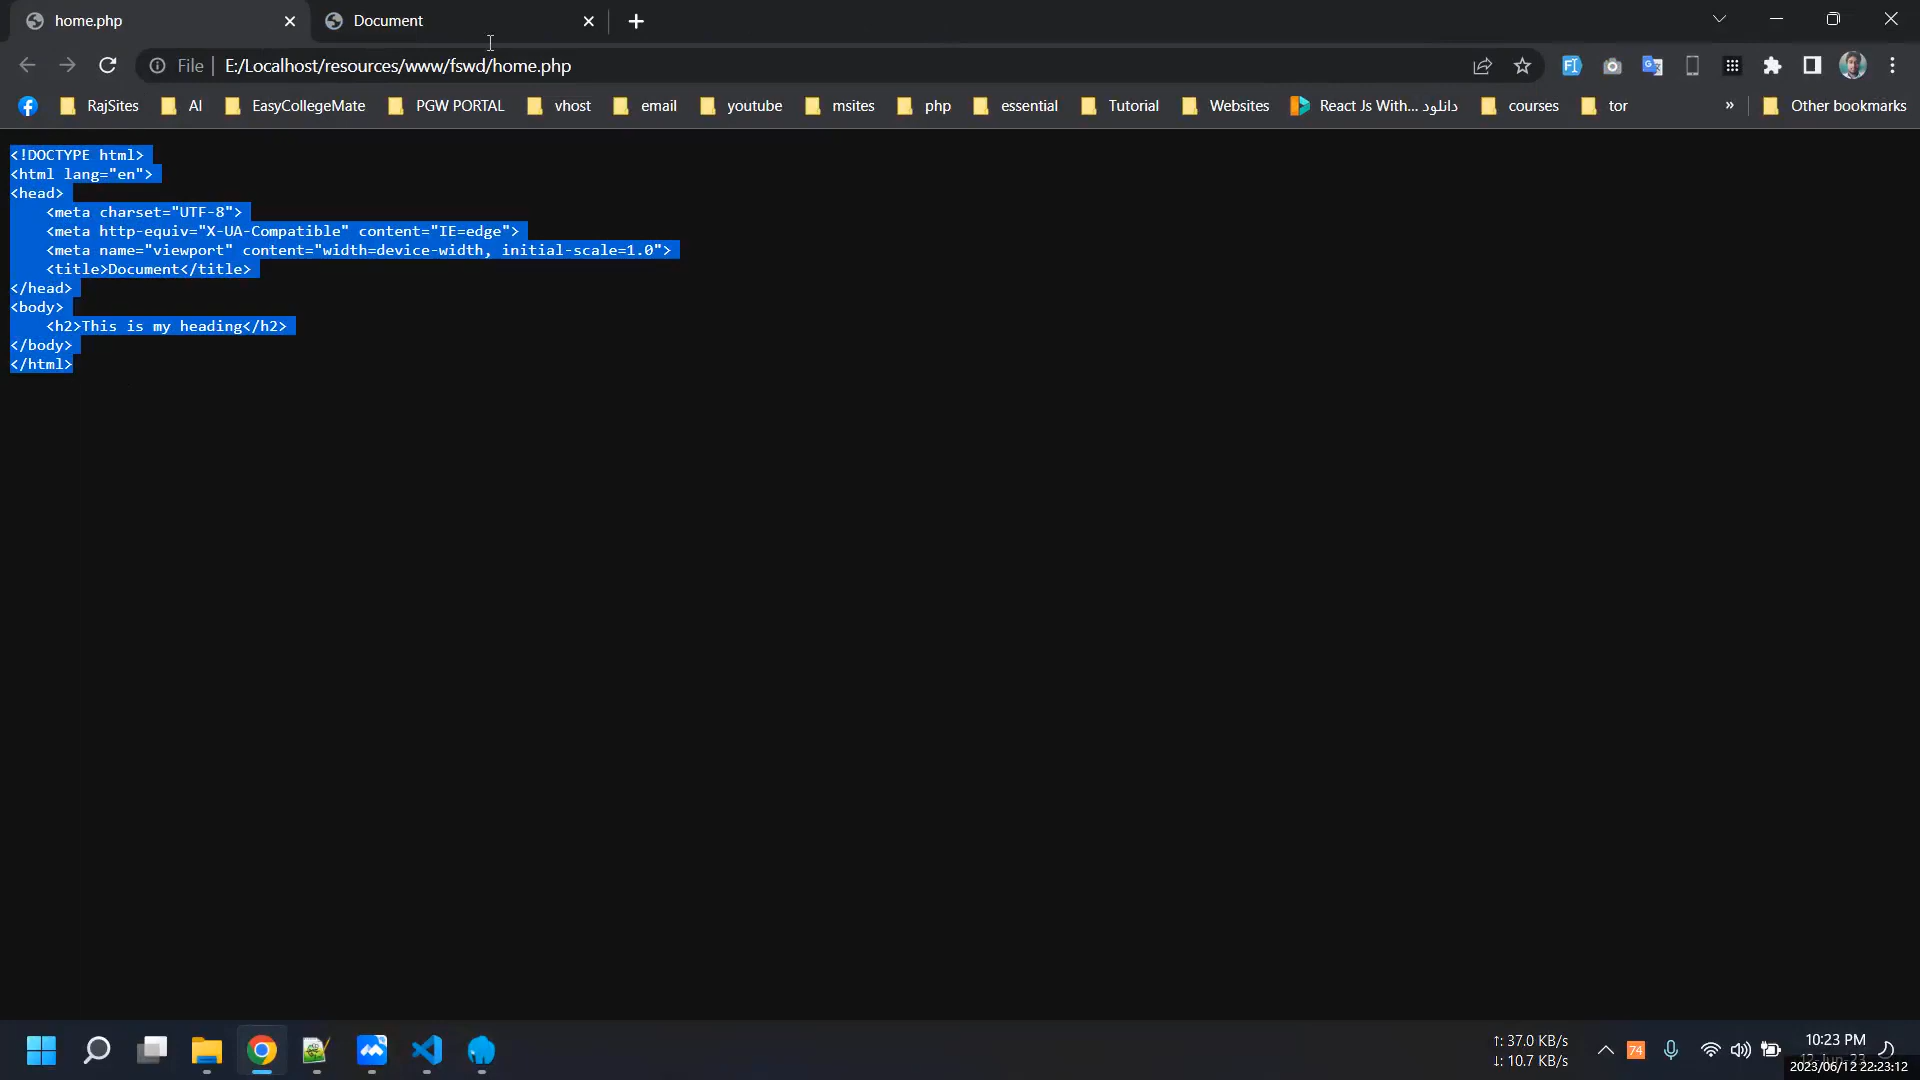 home.php
Document
File
E:/Localhost/resources/www/fswd/home.php
RajSites AI EasyCollegeMate PGW PORTAL vhost email youtube msites php essential Tutorial Websites React Js With... دانلود courses tor » Other bookmarks
<!DOCTYPE html>
<html lang="en">
<head>
    <meta charset="UTF-8">
    <meta http-equiv="X-UA-Compatible" content="IE=edge">
    <meta name="viewport" content="width=device-width, initial-scale=1.0">
    <title>Document</title>
</head>
<body>
    <h2>This is my heading</h2>
</body>
</html>
↑: 37.0 KB/s
↓: 10.7 KB/s
74
10:23 PM
12-Jun-23
2023/06/12 22:23:12